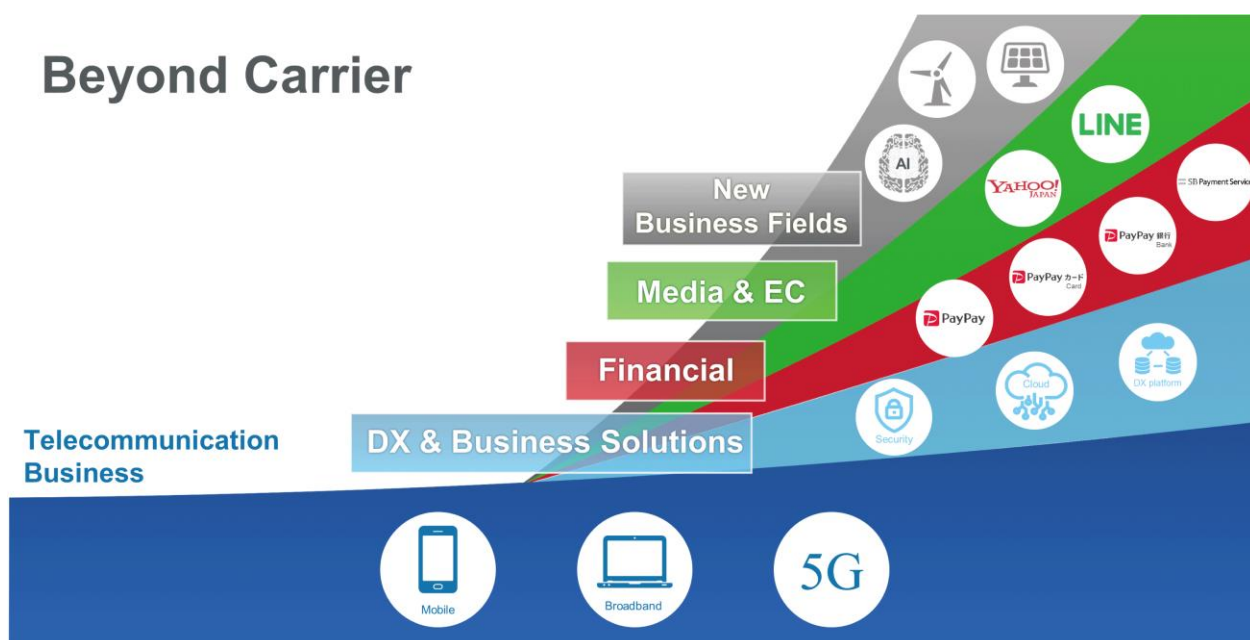 Beyond Carrier
AI
LINE
New
Business Fields
YAHOO!
JAPAN
SB Payment Service
Media & EC
PayPay 銀行
Bank
PayPay カード
Card
PayPay
Financial
Telecommunication
Business
DX & Business Solutions
Security
Cloud
DX platform
Mobile
Broadband
5G